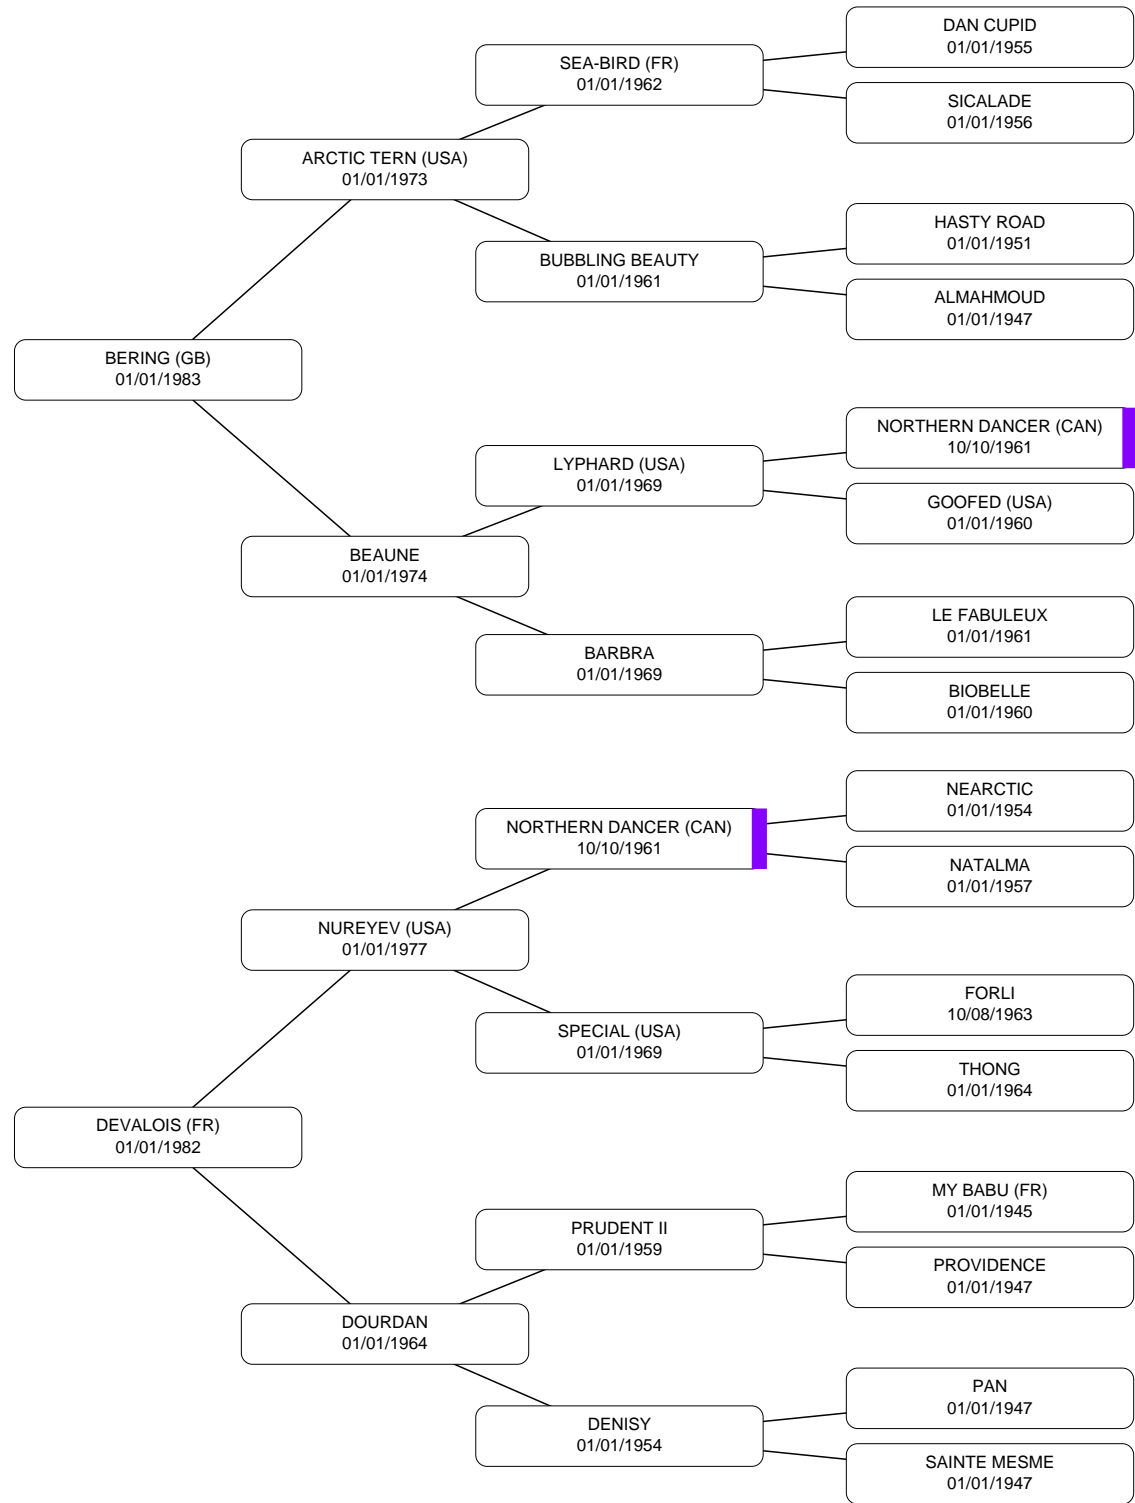 DAN CUPID
01/01/1955
SEA-BIRD (FR)
01/01/1962
SICALADE
01/01/1956
ARCTIC TERN (USA)
01/01/1973
HASTY ROAD
01/01/1951
BUBBLING BEAUTY
01/01/1961
ALMAHMOUD
01/01/1947
BERING (GB)
01/01/1983
NORTHERN DANCER (CAN)
10/10/1961
LYPHARD (USA)
01/01/1969
GOOFED (USA)
01/01/1960
BEAUNE
01/01/1974
LE FABULEUX
01/01/1961
BARBRA
01/01/1969
BIOBELLE
01/01/1960
NEARCTIC
01/01/1954
NORTHERN DANCER (CAN)
10/10/1961
NATALMA
01/01/1957
NUREYEV (USA)
01/01/1977
FORLI
10/08/1963
SPECIAL (USA)
01/01/1969
THONG
01/01/1964
DEVALOIS (FR)
01/01/1982
MY BABU (FR)
01/01/1945
PRUDENT II
01/01/1959
PROVIDENCE
01/01/1947
DOURDAN
01/01/1964
PAN
01/01/1947
DENISY
01/01/1954
SAINTE MESME
01/01/1947